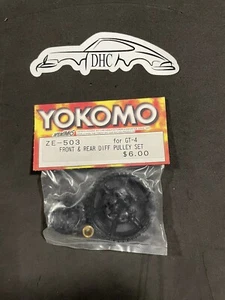 DHC
YOKOMO
ZE-503 for GT-4
FRONT & REAR DIFF PULLEY SET
$6.00